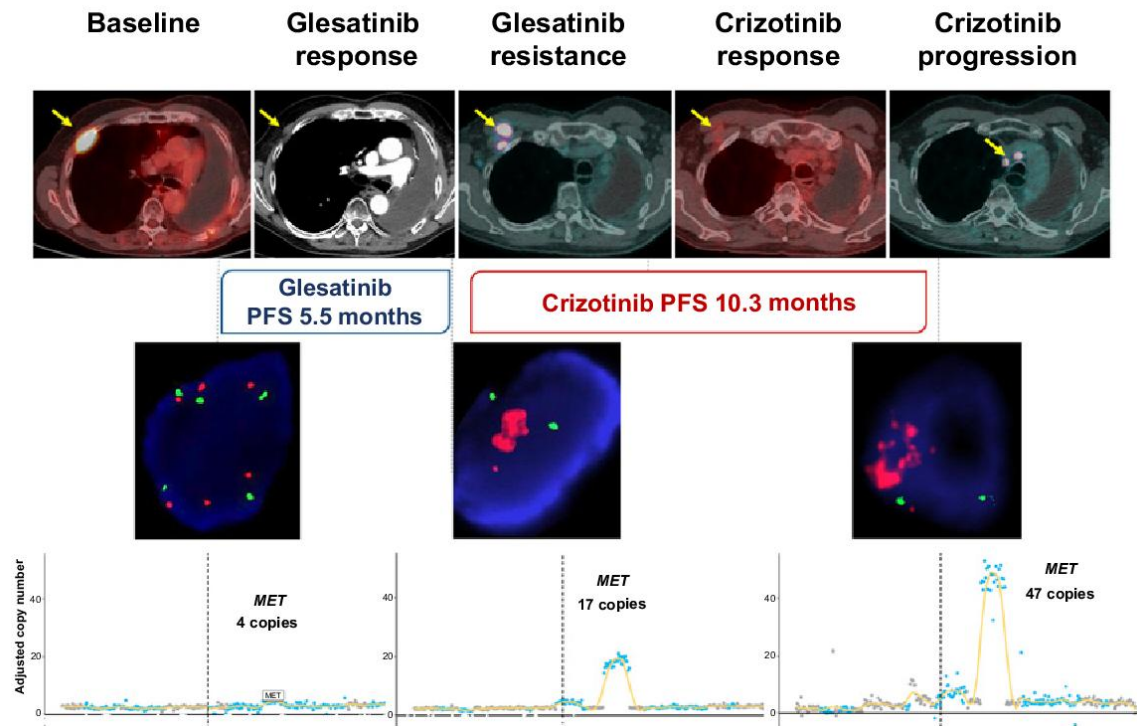 Baseline
Glesatinib
response
Glesatinib
resistance
Crizotinib
response
Crizotinib
progression
Glesatinib
PFS 5.5 months
Crizotinib PFS 10.3 months
Adjusted copy number
40
20
0
MET
4 copies
MET
40
20
0
MET
17 copies
40
20
0
MET
47 copies